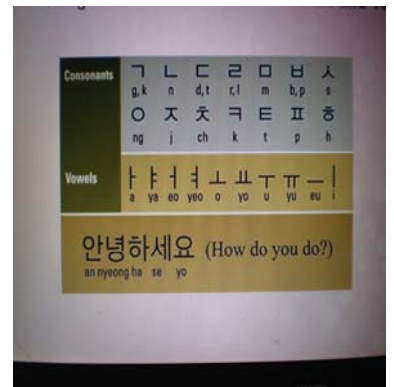 Consonants ㄱ ㄴ ㄷ ㄹ ㅁ ㅂ ㅅ
g,k n d,t r,l m b,p s
ㅇ ㅈ ㅊ ㅋ ㅌ ㅍ ㅎ
ng j ch k t p h
Vowels ㅏ ㅑ ㅓ ㅕ ㅗ ㅛ ㅜ ㅠ ㅡ ㅣ
a ya eo yeo o yo u yu eu i
안녕하세요 (How do you do?)
an nyeong ha se yo